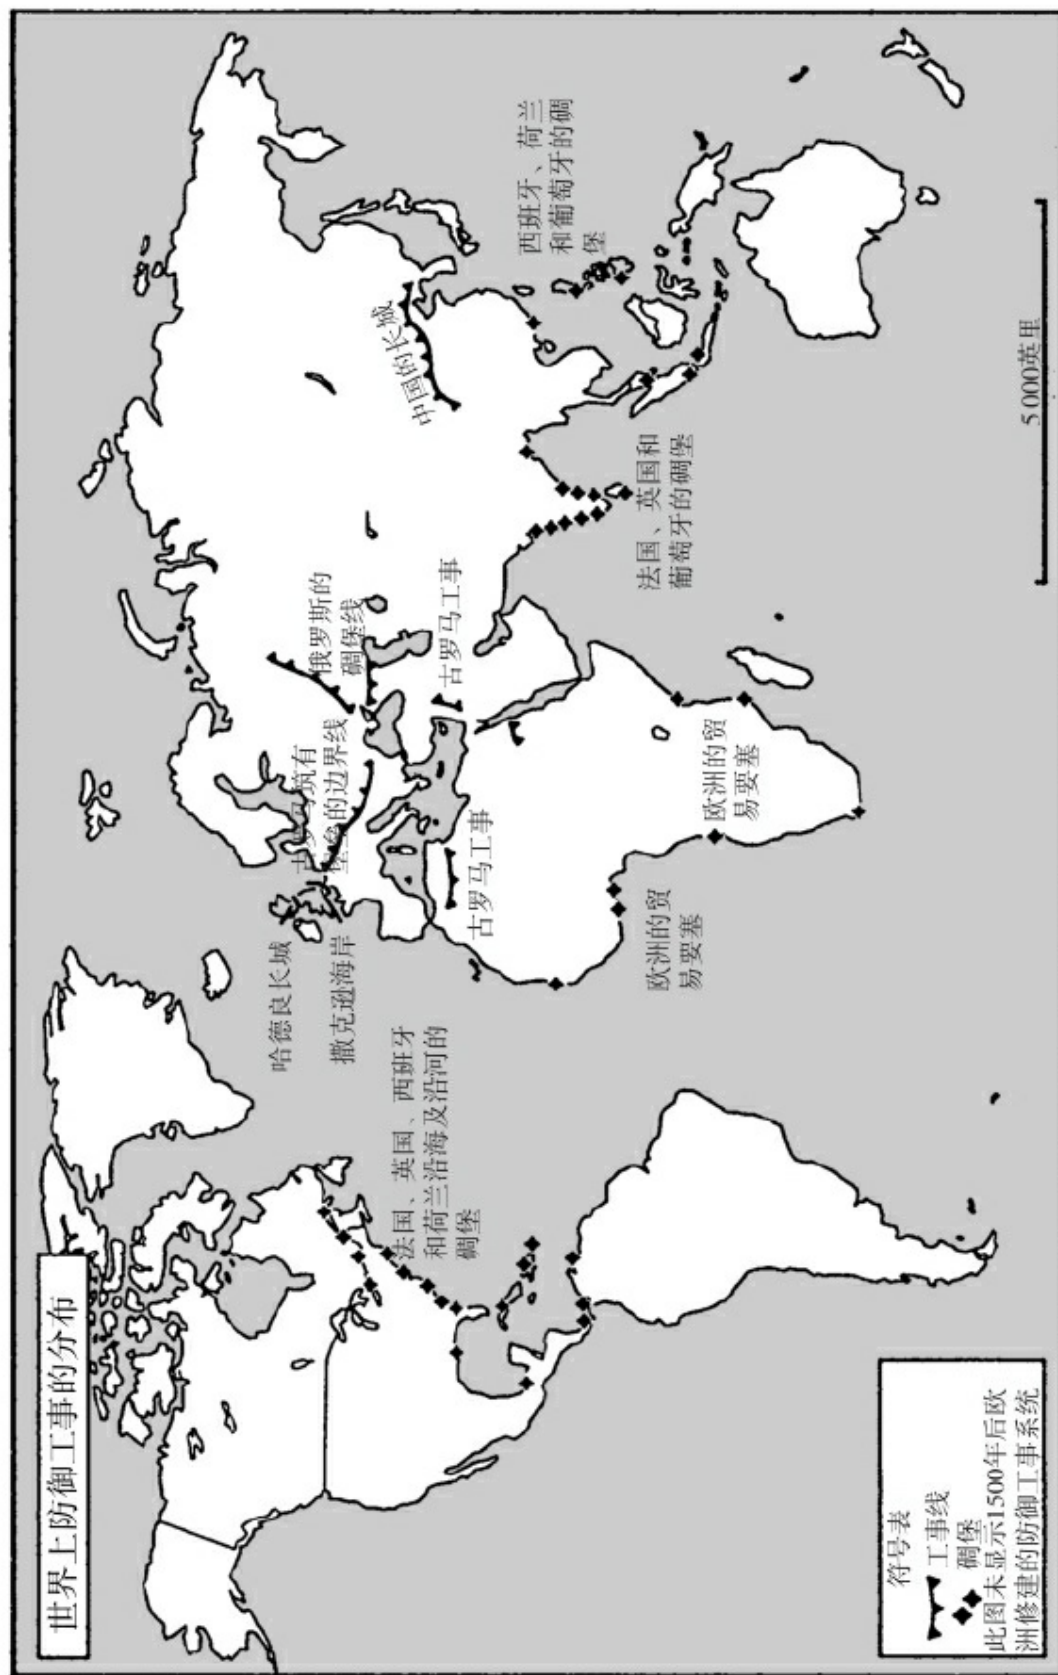 世界上防御工事的分布
哈德良长城
撒克逊海岸
古罗马筑有
堡垒的边界线
俄罗斯的
碉堡线
中国的长城
古罗马工事
古罗马工事
法国、英国、西班牙
和荷兰沿海及沿河的
碉堡
欧洲的贸
易要塞
欧洲的贸
易要塞
法国、英国和
葡萄牙的碉堡
西班牙、荷兰
和葡萄牙的碉
堡
符号表
工事线
碉堡
此图未显示1500年后欧
洲修建的防御工事系统
5 000英里